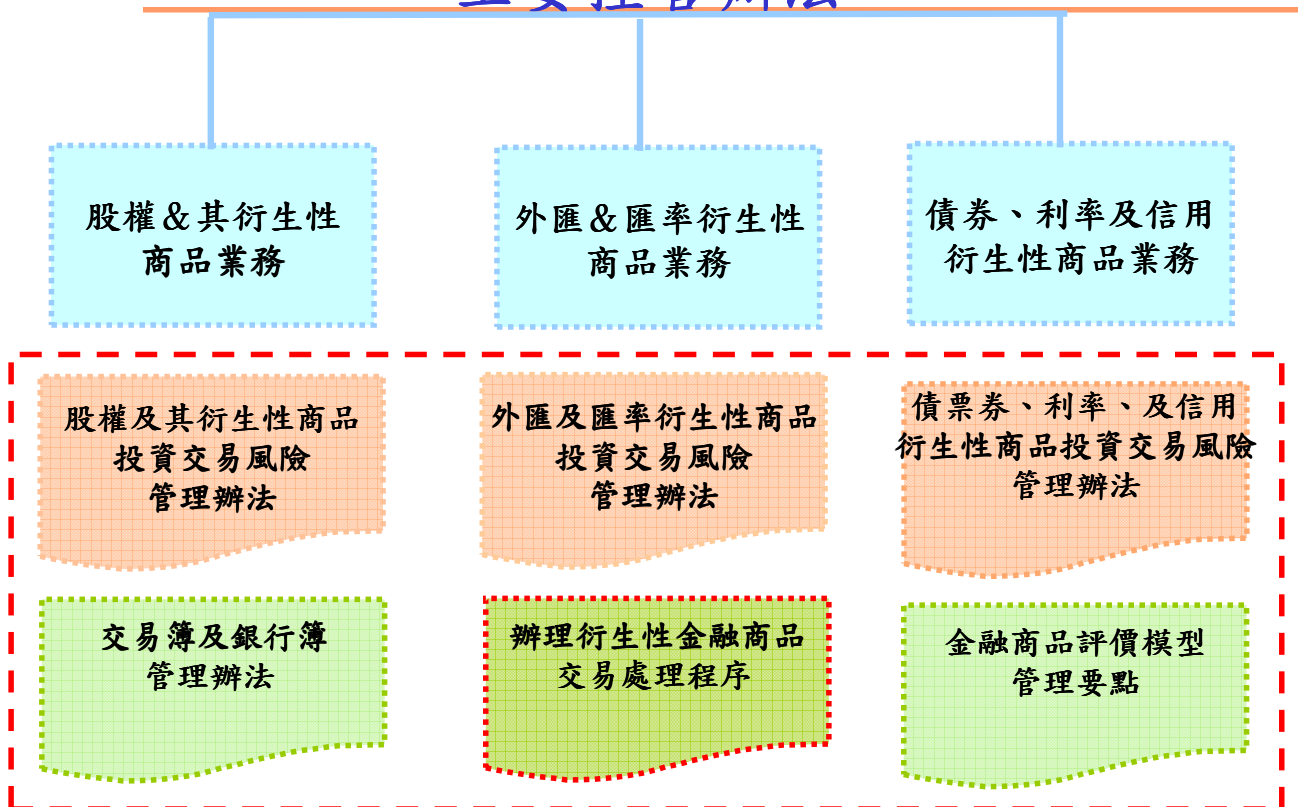 主要控管辦法
股權&其衍生性
商品業務
外匯&匯率衍生性
商品業務
債券、利率及信用
衍生性商品業務
股權及其衍生性商品
投資交易風險
管理辦法
外匯及匯率衍生性商品
投資交易風險
管理辦法
債票券、利率、及信用
衍生性商品投資交易風險
管理辦法
交易簿及銀行簿
管理辦法
辦理衍生性金融商品
交易處理程序
金融商品評價模型
管理要點